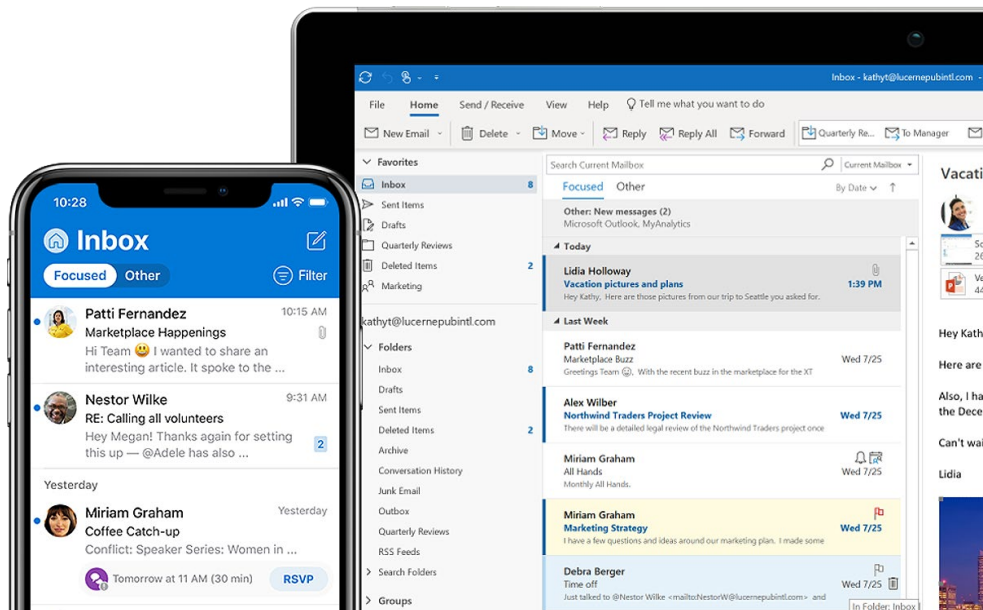 10:28
Inbox
Focused Other Filter
Patti Fernandez 10:15 AM
Marketplace Happenings
Hi Team 😃 I wanted to share an
interesting article. It spoke to the ...
Nestor Wilke 9:31 AM
RE: Calling all volunteers
Hey Megan! Thanks again for setting
this up — @Adele has also ... 2
Yesterday
Miriam Graham Yesterday
Coffee Catch-up
Conflict: Speaker Series: Women in ...
Tomorrow at 11 AM (30 min) RSVP
Inbox - kathyt@lucernepubintl.com -
File Home Send / Receive View Help Tell me what you want to do
New Email Delete Move Reply Reply All Forward Quarterly Re... To Manager
Favorites
Inbox 8
Sent Items
Drafts
Quarterly Reviews
Deleted Items 2
Marketing
kathyt@lucernepubintl.com
Folders
Inbox 8
Drafts
Sent Items
Deleted Items 2
Archive
Conversation History
Junk Email
Outbox
Quarterly Reviews
RSS Feeds
Search Folders
Groups
Search Current Mailbox Current Mailbox
Focused Other By Date
Other: New messages (2)
Microsoft Outlook, MyAnalytics
Today
Lidia Holloway
Vacation pictures and plans 1:39 PM
Hey Kathy, Here are those pictures from our trip to Seattle you asked for.
Last Week
Patti Fernandez
Marketplace Buzz Wed 7/25
Greetings Team ☺, With the recent buzz in the marketplace for the XT
Alex Wilber
Northwind Traders Project Review Wed 7/25
There will be a detailed legal review of the Northwind Traders project once
Miriam Graham
All Hands Wed 7/25
Monthly All Hands.
Miriam Graham
Marketing Strategy Wed 7/25
I have a few questions and ideas around our marketing plan. I made some
Debra Berger
Time off Wed 7/25
Just talked to @Nestor Wilke <mailto:NestorW@lucernepubintl.com> and
In Folder: Inbox
Vacati
Hey Kath
Here are
Also, I ha
the Dece
Can't wai
Lidia